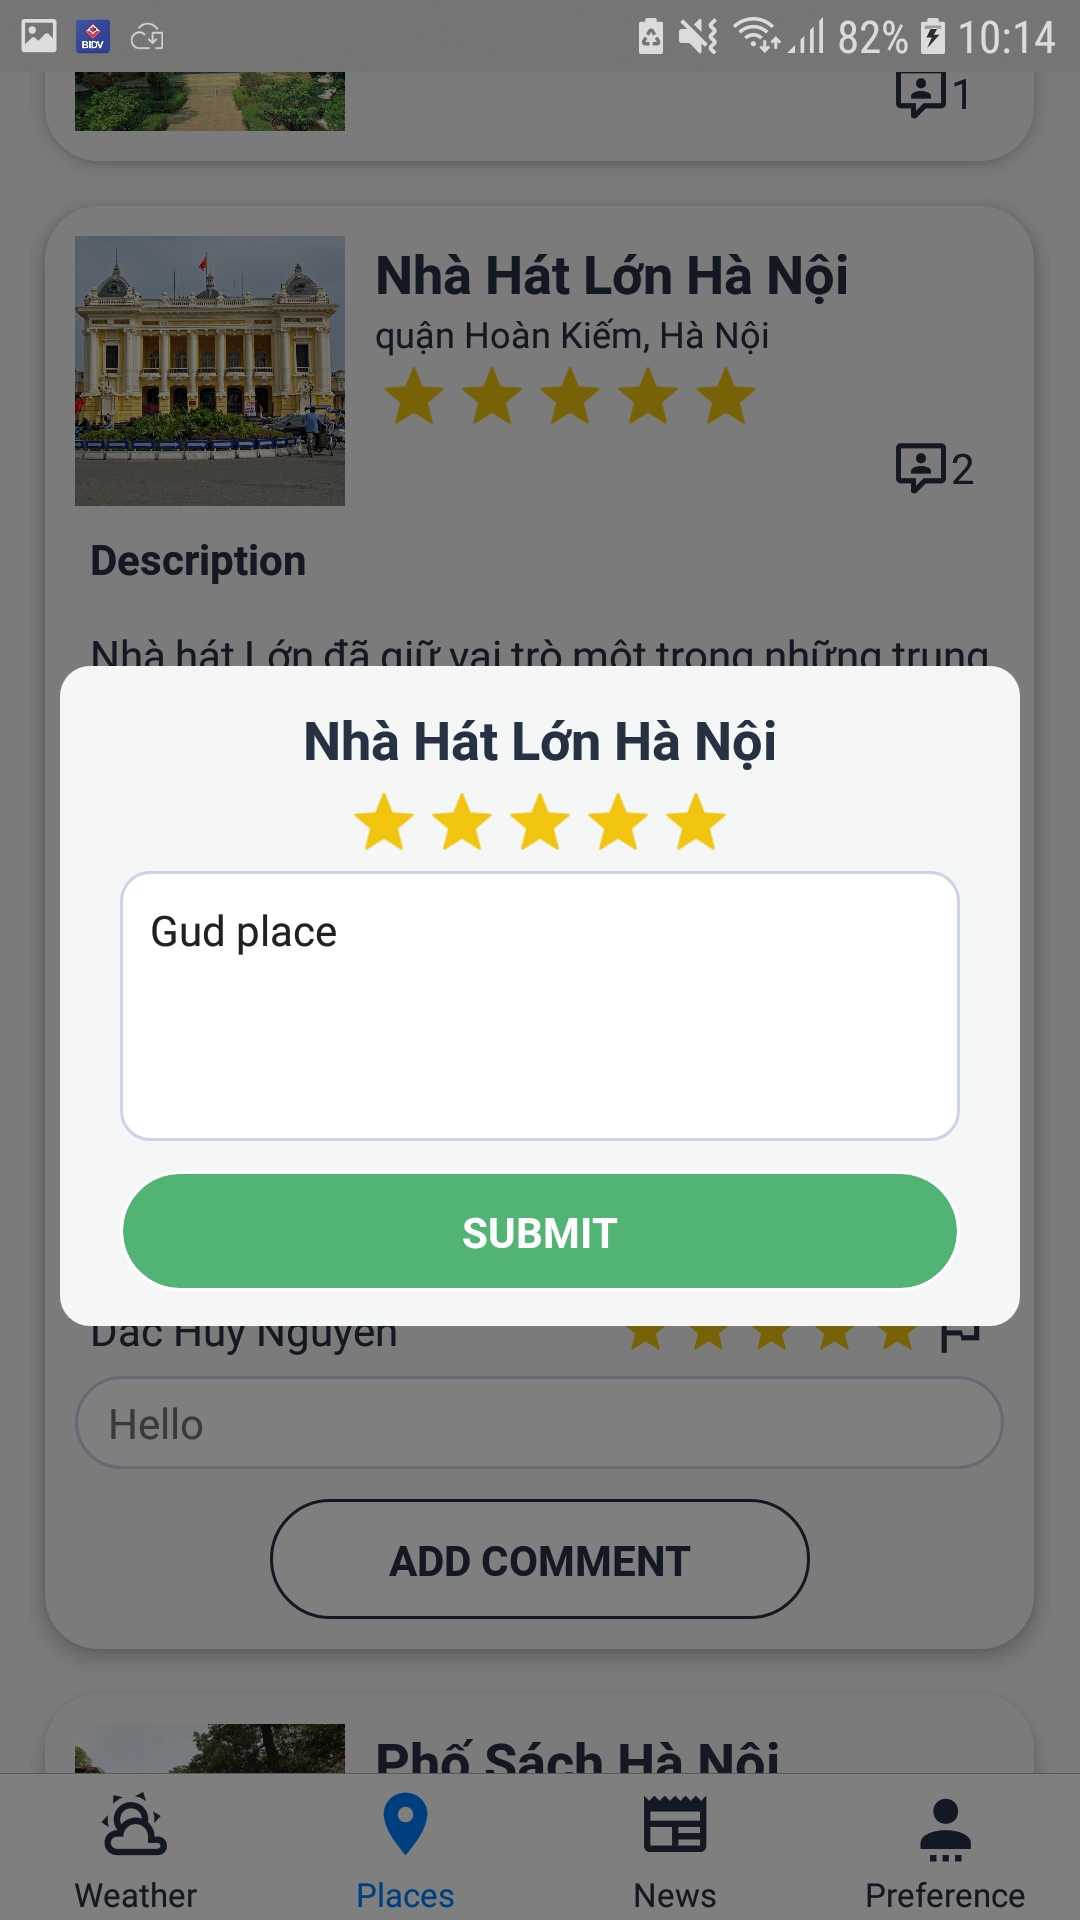 BIDV 82% 10:14
1
Nhà Hát Lớn Hà Nội
quận Hoàn Kiếm, Hà Nội
2
Description
Nhà hát Lớn đã giữ vai trò một trong những trung
Nhà Hát Lớn Hà Nội
Gud place
SUBMIT
Dac Huy Nguyen
Hello
ADD COMMENT
Phố Sách Hà Nội
Weather Places News Preference